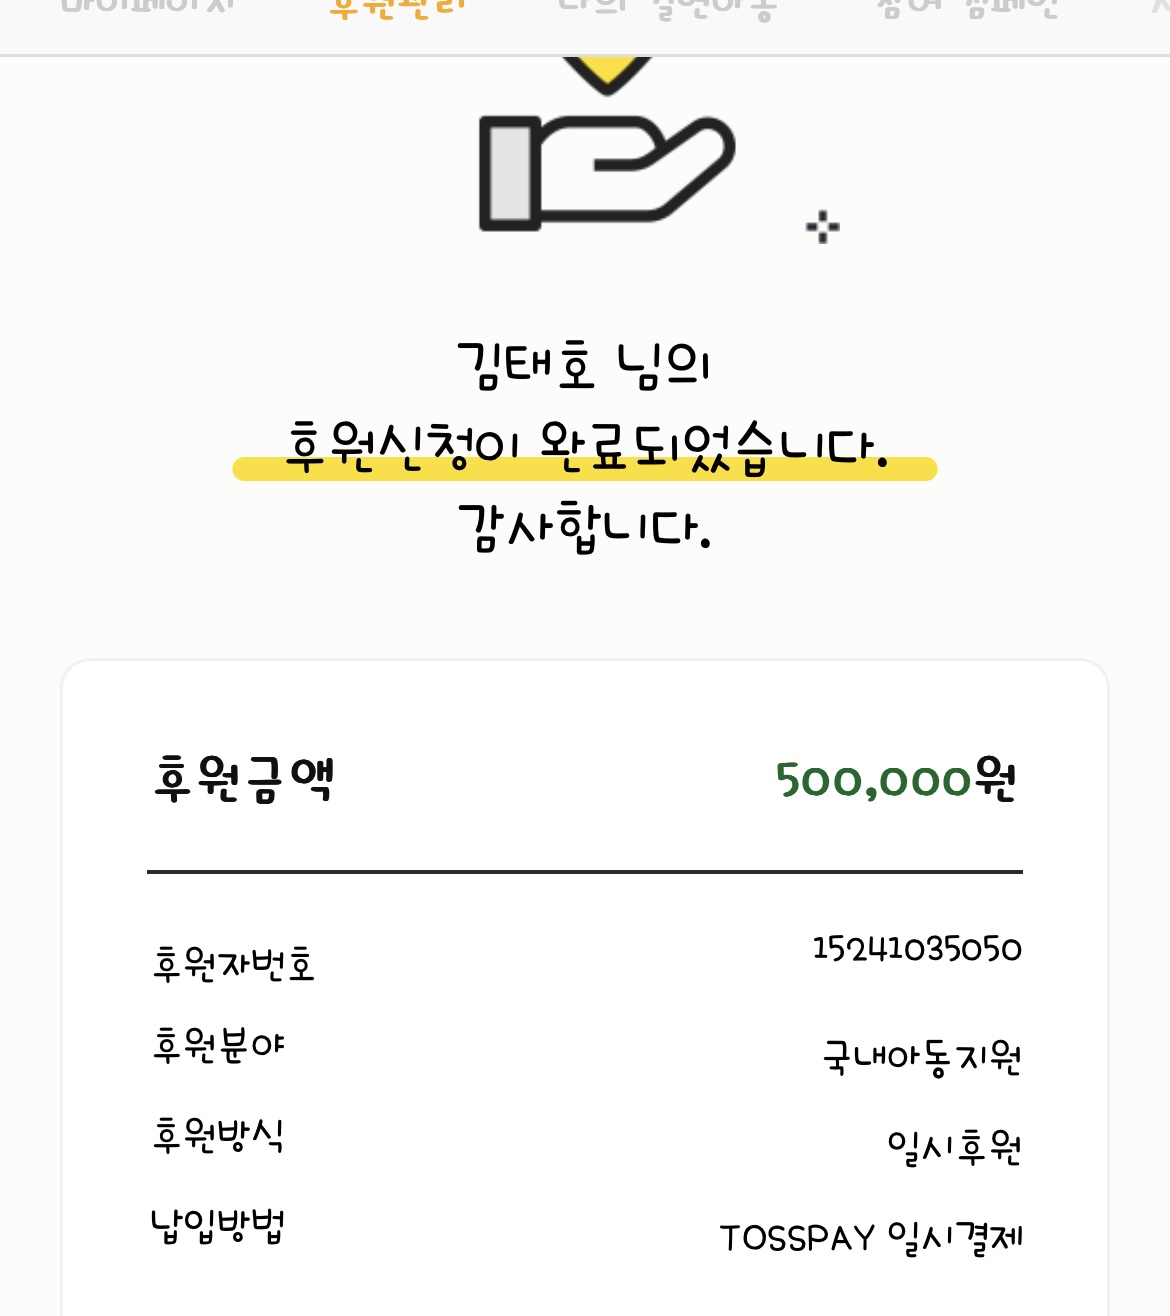 후원관리
김태호 님의
후원신청이 완료되었습니다.
감사합니다.
후원금액 500,000원
후원자번호 15241035050
후원분야 국내아동지원
후원방식 일시후원
납입방법 TOSSPAY 일시결제